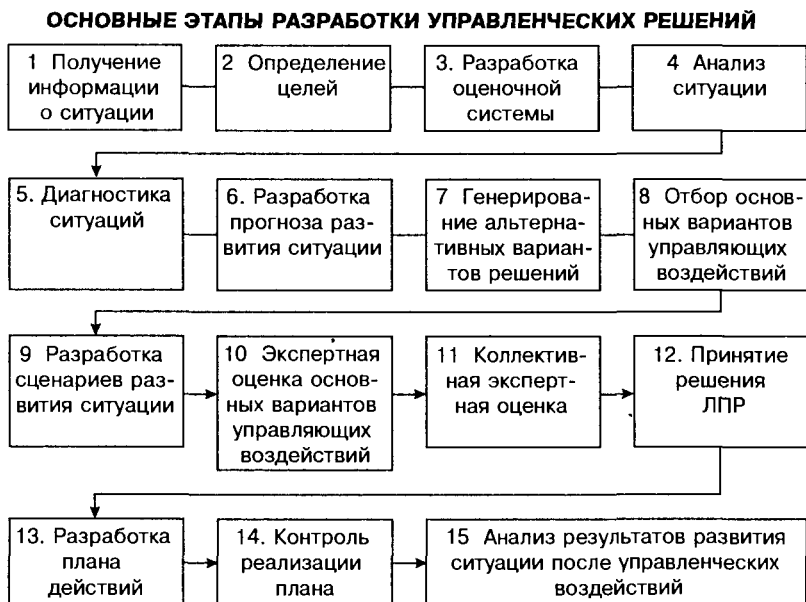 ОСНОВНЫЕ ЭТАПЫ РАЗРАБОТКИ УПРАВЛЕНЧЕСКИХ РЕШЕНИЙ
1 Получение
информации
о ситуации
2 Определение
целей
3. Разработка
оценочной
системы
4 Анализ
ситуации
5. Диагностика
ситуаций
6. Разработка
прогноза раз-
вития ситуации
7 Генерирова-
ние альтерна-
тивных вариан-
тов решений
8 Отбор основ-
ных вариантов
управляющих
воздействий
9 Разработка
сценариев раз-
вития ситуации
10 Экспертная
оценка основ-
ных вариантов
управляющих
воздействий
11 Коллектив-
ная эксперт-
ная оценка
12. Принятие
решения
ЛПР
13. Разработка
плана
действий
14. Контроль
реализации
плана
15 Анализ результатов развития
ситуации после управленческих
воздействий